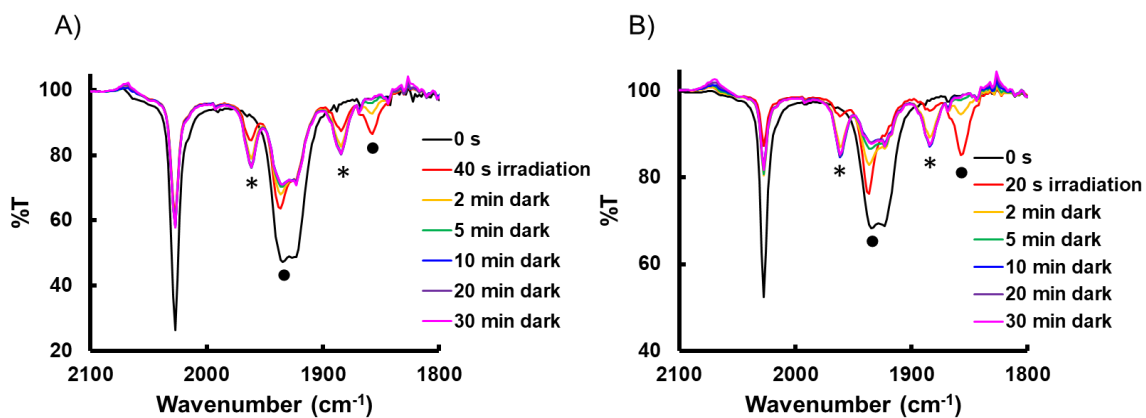 A)
100
80
60
40
20
%T
2100
2000
1900
1800
Wavenumber (cm-1)
*
*
0 s
40 s irradiation
2 min dark
5 min dark
10 min dark
20 min dark
30 min dark
B)
100
80
60
40
%T
2100
2000
1900
1800
Wavenumber (cm-1)
*
*
0 s
20 s irradiation
2 min dark
5 min dark
10 min dark
20 min dark
30 min dark